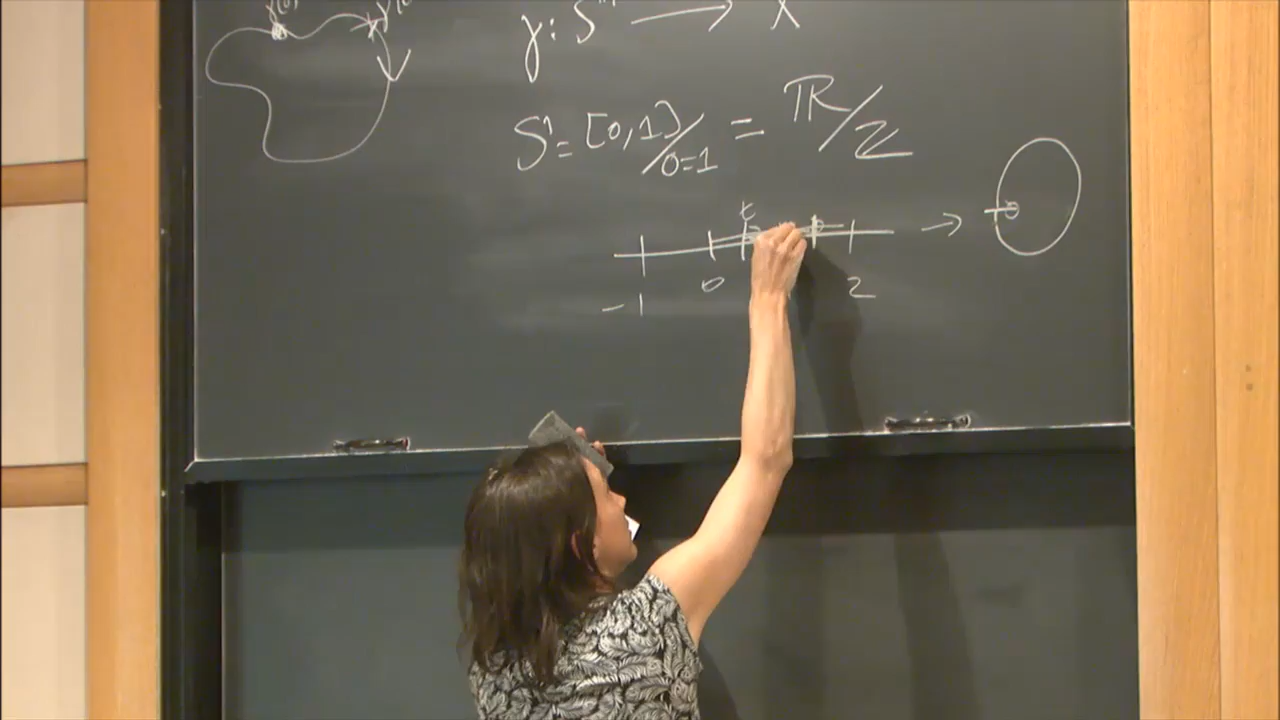 γ(0)
γ: S¹ → X
S¹ = [0,1]/0=1 = ℝ/ℤ
t
-1 0 2